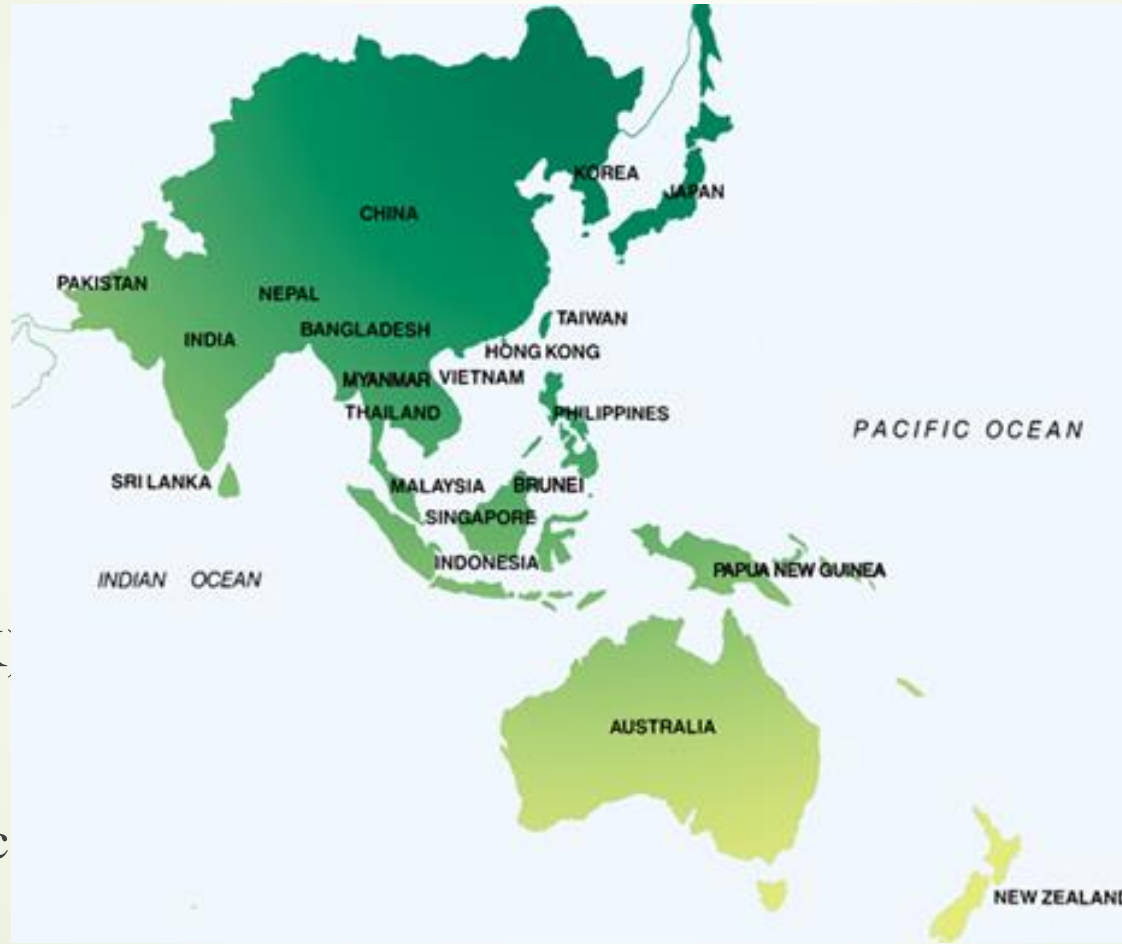 KOREA
JAPAN
CHINA
PAKISTAN
NEPAL
TAIWAN
BANGLADESH
INDIA
HONG KONG
MYANMAR
VIETNAM
THAILAND
PHILIPPINES
PACIFIC OCEAN
SRI LANKA
MALAYSIA
BRUNEI
SINGAPORE
INDONESIA
PAPUA NEW GUINEA
INDIAN OCEAN
AUSTRALIA
NEW ZEALAND